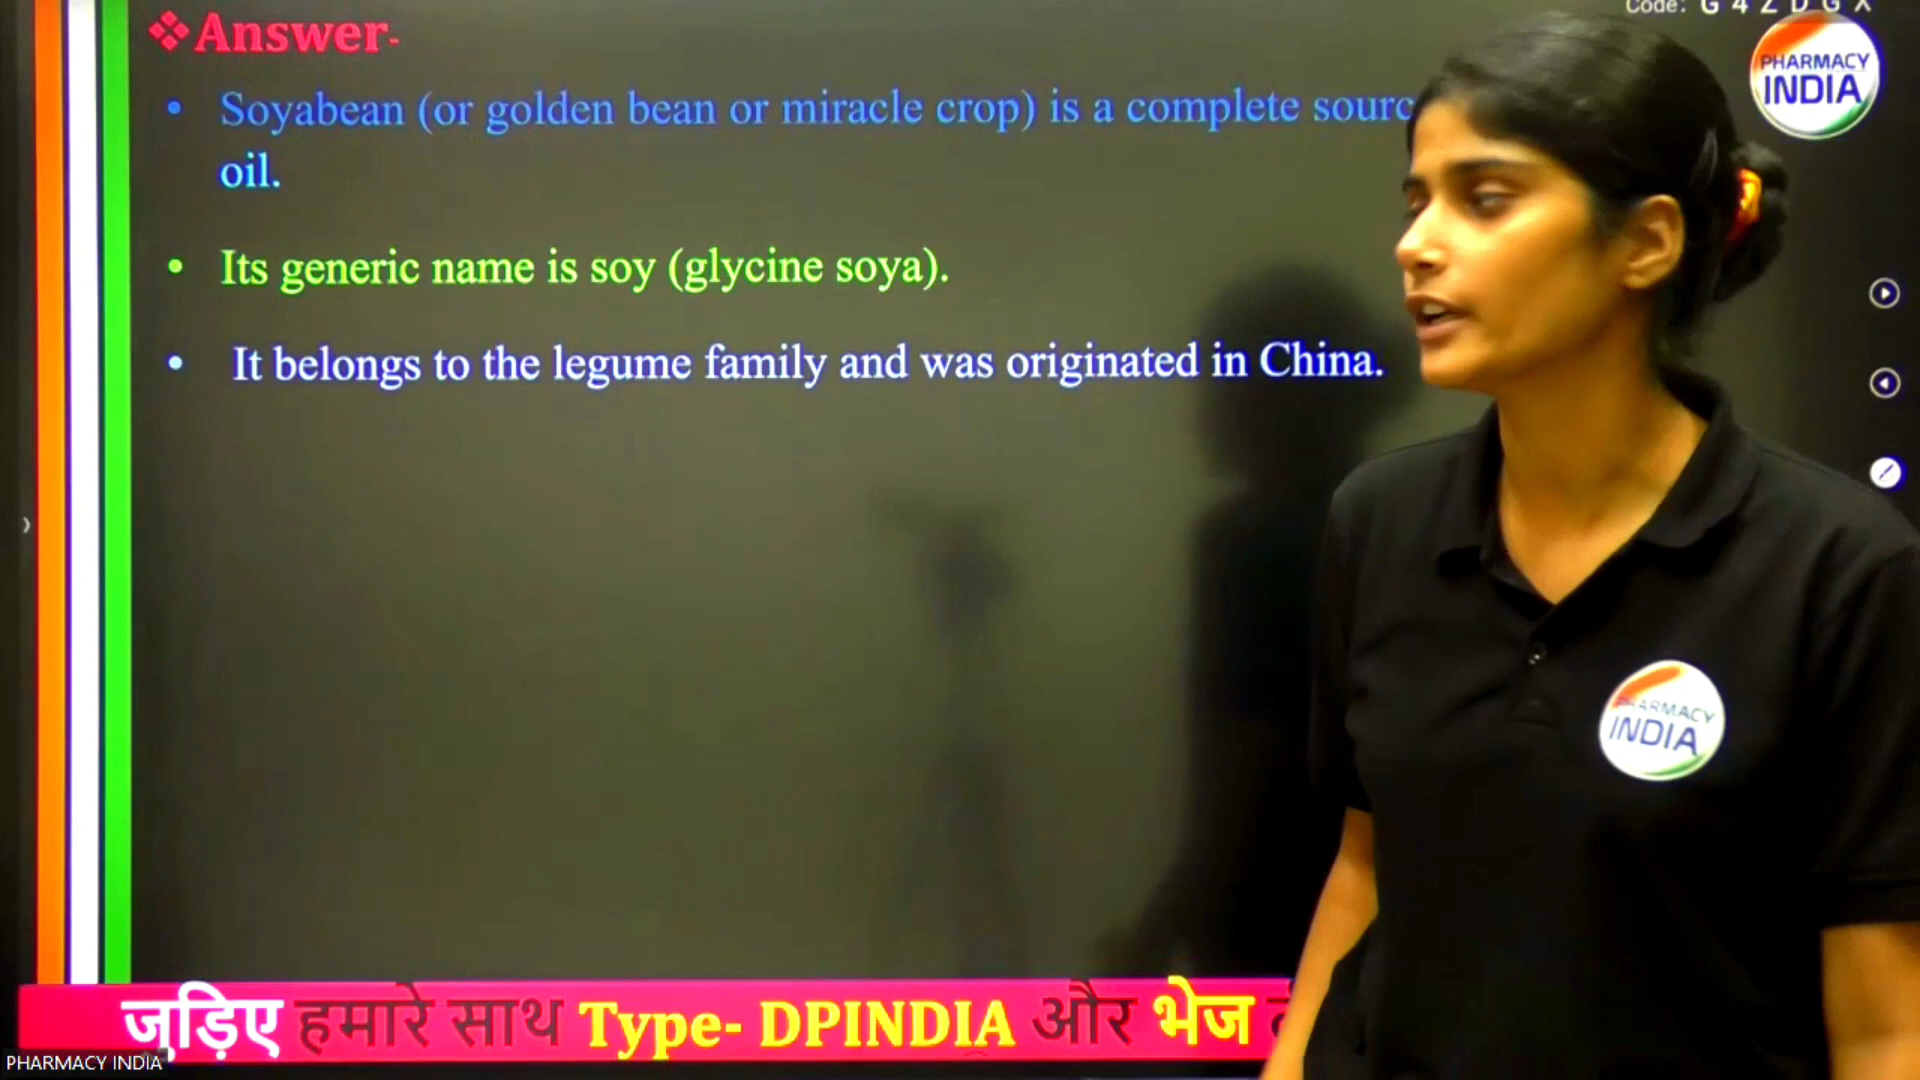 Code: G 4 Z D G X
PHARMACY
INDIA
❖Answer-
• Soyabean (or golden bean or miracle crop) is a complete
oil.
• Its generic name is soy (glycine soya).
• It belongs to the legume family and was originated in China.
PHARMACY
INDIA
जुड़िए हमारे साथ Type- DPINDIA और भेज
PHARMACY INDIA